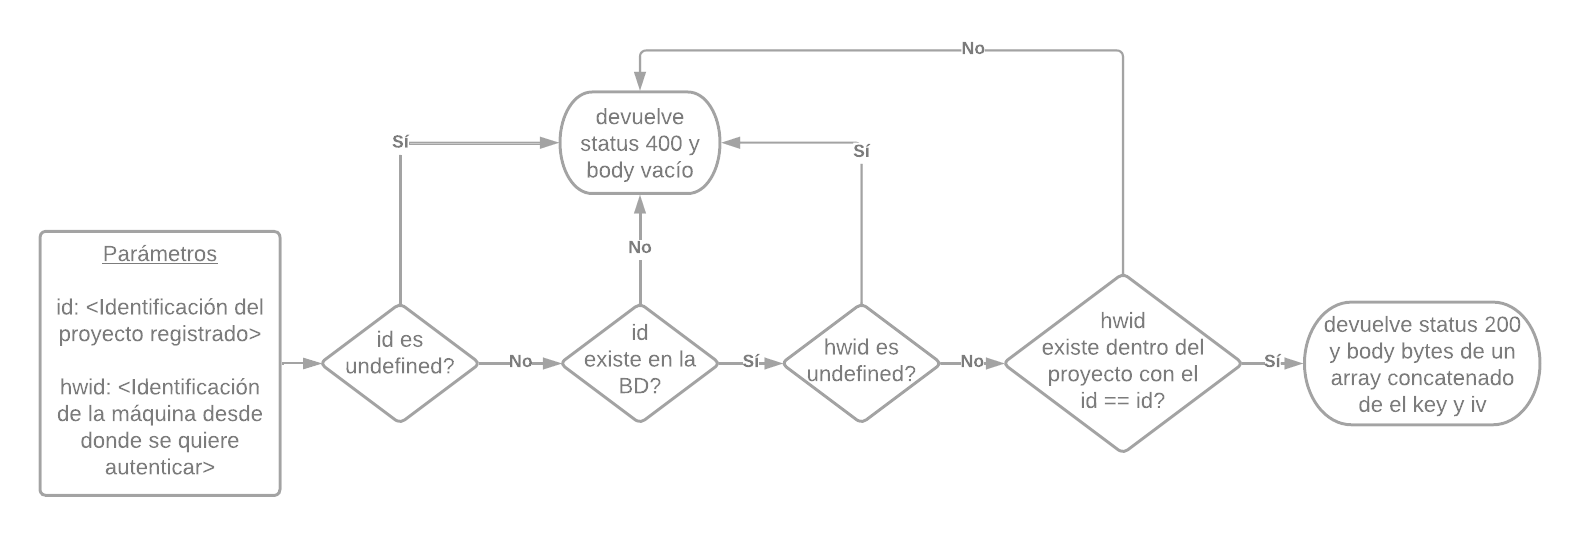 No
devuelve
status 400 y
body vacío
Sí
Sí
No
Parámetros
id: <Identificación del
proyecto registrado>
hwid: <Identificación
de la máquina desde
donde se quiere
autenticar>
id es
undefined?
No
id
existe en la
BD?
Sí
hwid es
undefined?
No
hwid
existe dentro del
proyecto con el
id == id?
Sí
devuelve status 200
y body bytes de un
array concatenado
de el key y iv